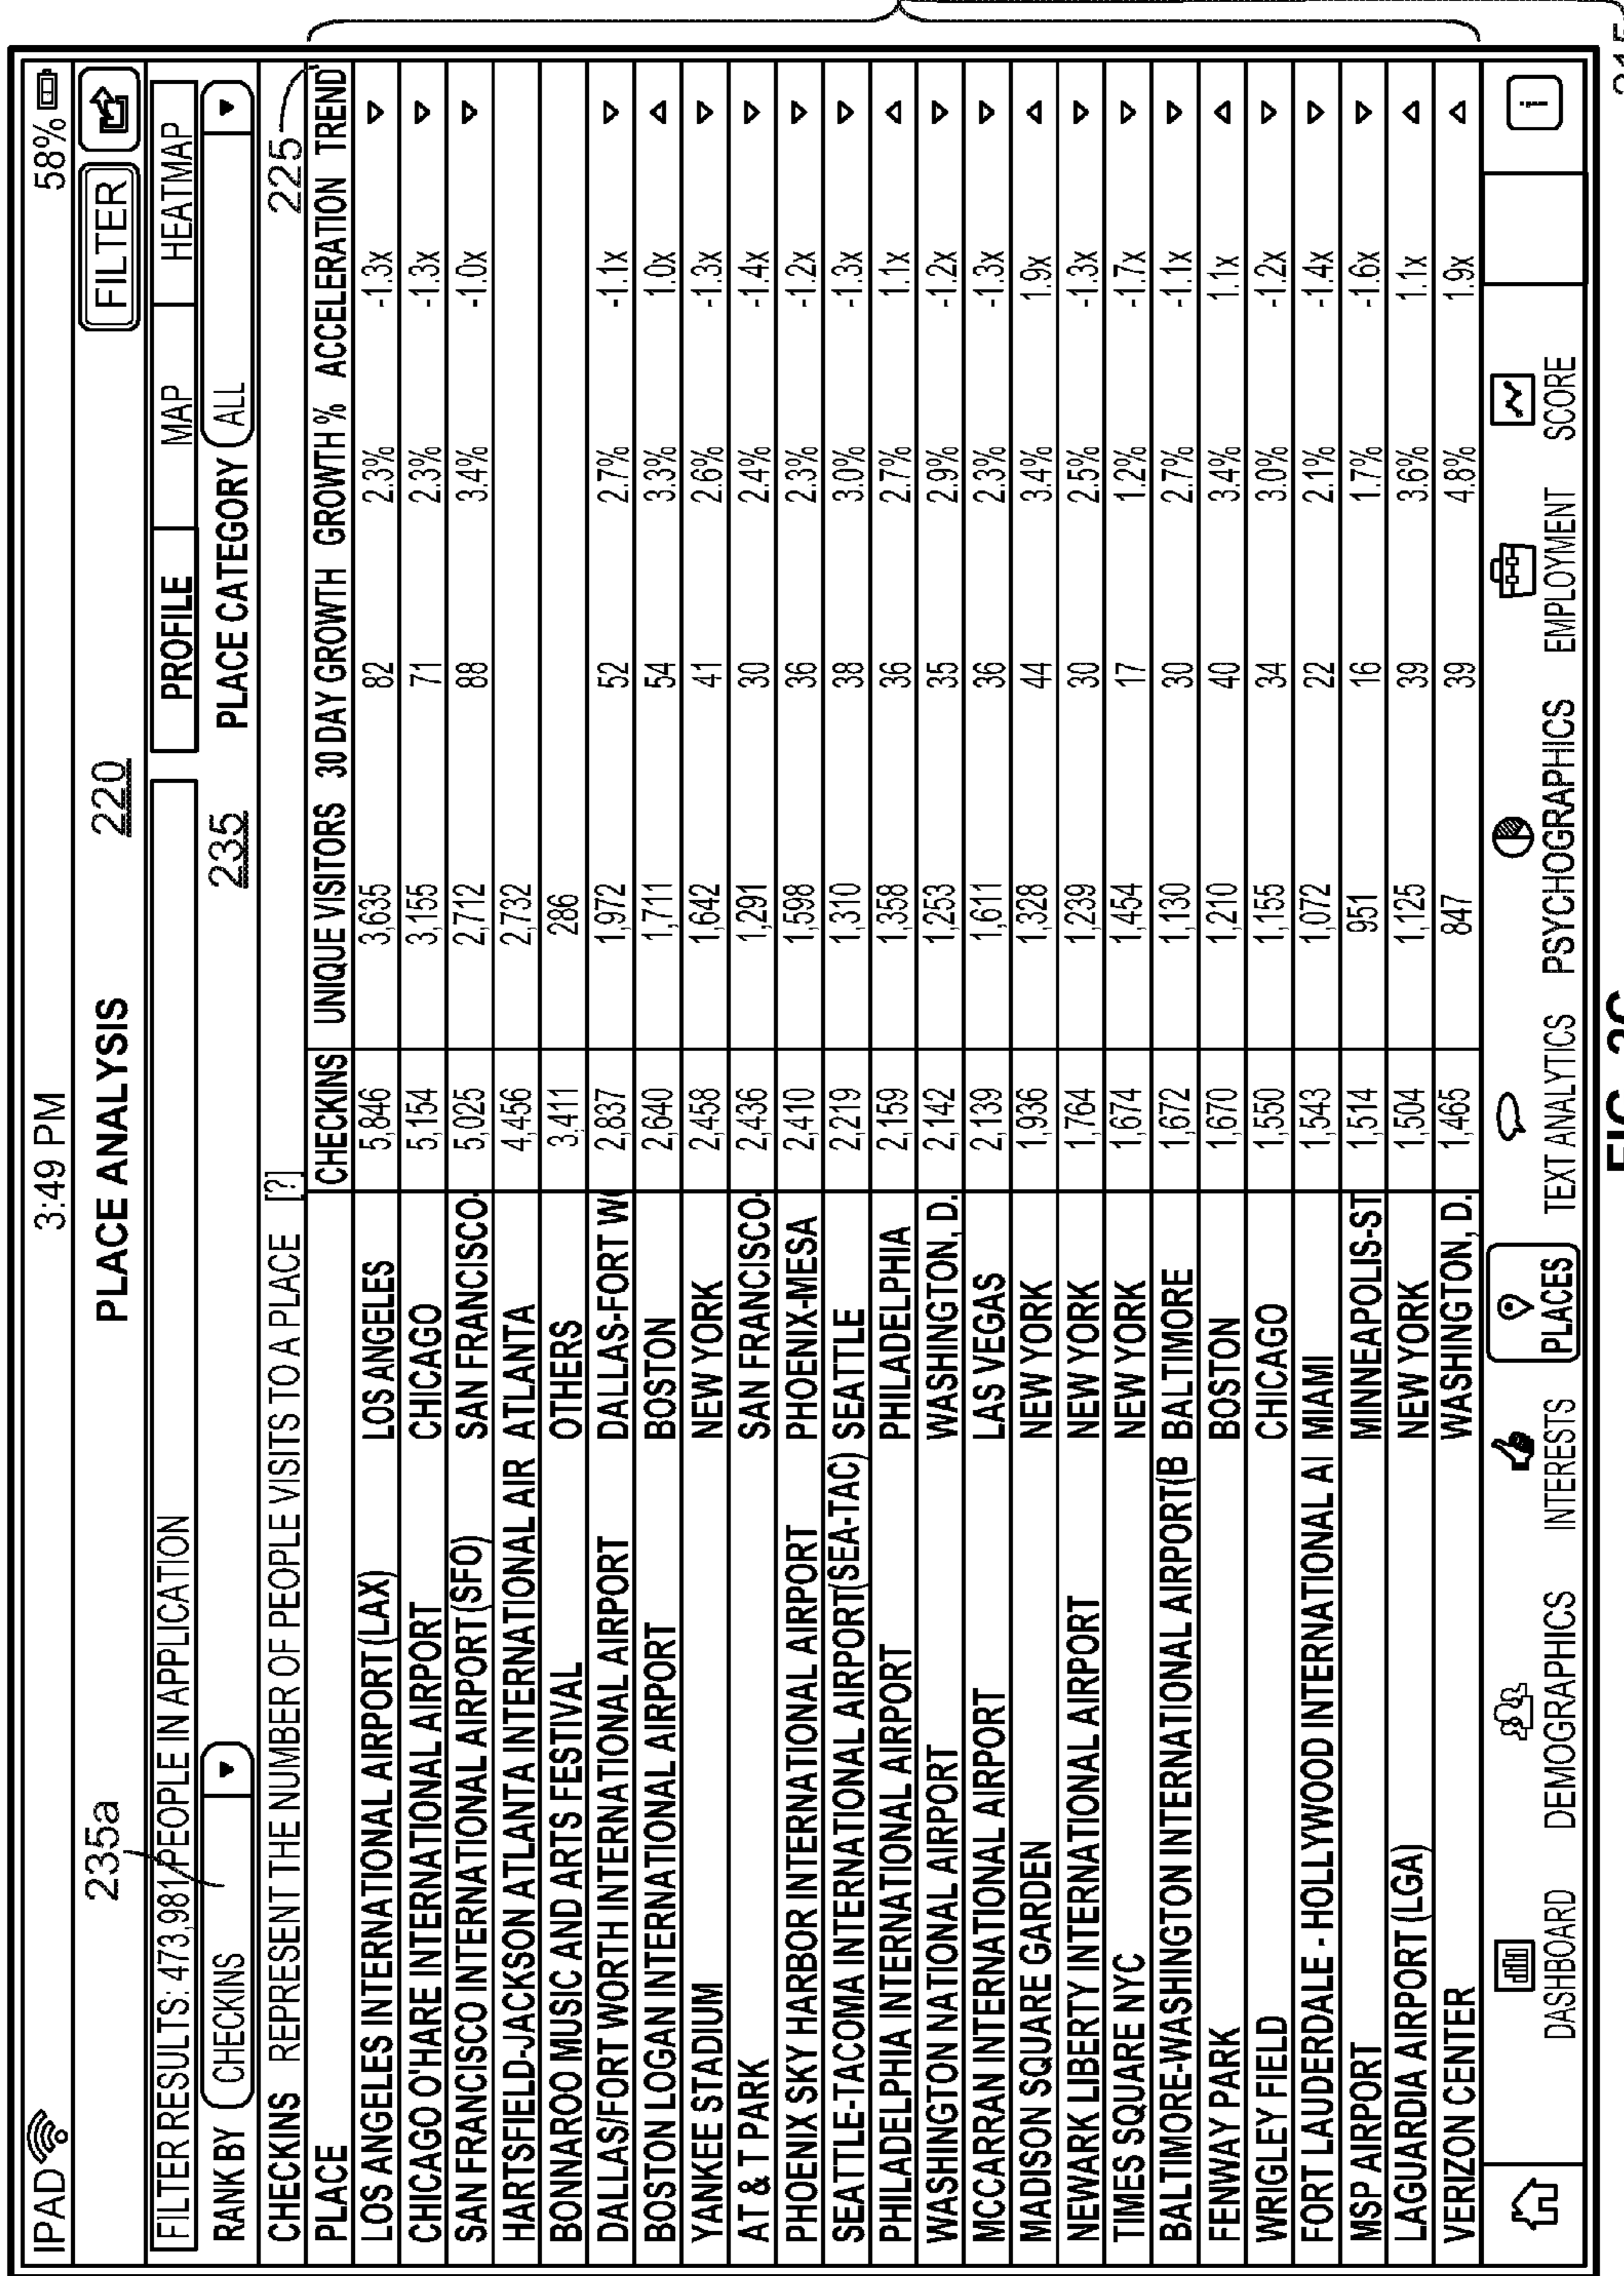 IPAD 3:49 PM 58%
PLACE ANALYSIS 220 FILTER
235a
FILTER RESULTS: 473,981 PEOPLE IN APPLICATION PROFILE MAP HEATMAP
RANK BY CHECKINS 235 PLACE CATEGORY ALL
CHECKINS REPRESENT THE NUMBER OF PEOPLE VISITS TO A PLACE [?] 225
PLACE CHECKINS UNIQUE VISITORS 30 DAY GROWTH GROWTH % ACCELERATION TREND
LOS ANGELES INTERNATIONAL AIRPORT (LAX) LOS ANGELES 5,846 3,635 82 2.3% -1.3x
CHICAGO O'HARE INTERNATIONAL AIRPORT CHICAGO 5,154 3,155 71 2.3% -1.3x
SAN FRANCISCO INTERNATIONAL AIRPORT (SFO) SAN FRANCISCO- 5,025 2,712 88 3.4% -1.0x
HARTSFIELD-JACKSON ATLANTA INTERNATIONAL AIR ATLANTA 4,456 2,732
BONNAROO MUSIC AND ARTS FESTIVAL OTHERS 3,411 286
DALLAS/FORT WORTH INTERNATIONAL AIRPORT DALLAS-FORT W 2,837 1,972 52 2.7% -1.1x
BOSTON LOGAN INTERNATIONAL AIRPORT BOSTON 2,640 1,711 54 3.3% 1.0x
YANKEE STADIUM NEW YORK 2,458 1,642 41 2.6% -1.3x
AT & T PARK SAN FRANCISCO- 2,436 1,291 30 2.4% -1.4x
PHOENIX SKY HARBOR INTERNATIONAL AIRPORT PHOENIX-MESA 2,410 1,598 36 2.3% -1.2x
SEATTLE-TACOMA INTERNATIONAL AIRPORT(SEA-TAC) SEATTLE 2,219 1,310 38 3.0% -1.3x
PHILADELPHIA INTERNATIONAL AIRPORT PHILADELPHIA 2,159 1,358 36 2.7% 1.1x
WASHINGTON NATIONAL AIRPORT WASHINGTON, D. 2,142 1,253 35 2.9% -1.2x
MCCARRAN INTERNATIONAL AIRPORT LAS VEGAS 2,139 1,611 36 2.3% -1.3x
MADISON SQUARE GARDEN NEW YORK 1,936 1,328 44 3.4% 1.9x
NEWARK LIBERTY INTERNATIONAL AIRPORT NEW YORK 1,764 1,239 30 2.5% -1.3x
TIMES SQUARE NYC NEW YORK 1,674 1,454 17 1.2% -1.7x
BALTIMORE-WASHINGTON INTERNATIONAL AIRPORT(B BALTIMORE 1,672 1,130 30 2.7% -1.1x
FENWAY PARK BOSTON 1,670 1,210 40 3.4% 1.1x
WRIGLEY FIELD CHICAGO 1,550 1,155 34 3.0% -1.2x
FORT LAUDERDALE - HOLLYWOOD INTERNATIONAL AI MIAMI 1,543 1,072 22 2.1% -1.4x
MSP AIRPORT MINNEAPOLIS-ST 1,514 951 16 1.7% -1.6x
LAGUARDIA AIRPORT (LGA) NEW YORK 1,504 1,125 39 3.6% 1.1x
VERIZON CENTER WASHINGTON, D. 1,465 847 39 4.8% 1.9x
DASHBOARD DEMOGRAPHICS INTERESTS PLACES TEXT ANALYTICS PSYCHOGRAPHICS EMPLOYMENT SCORE i